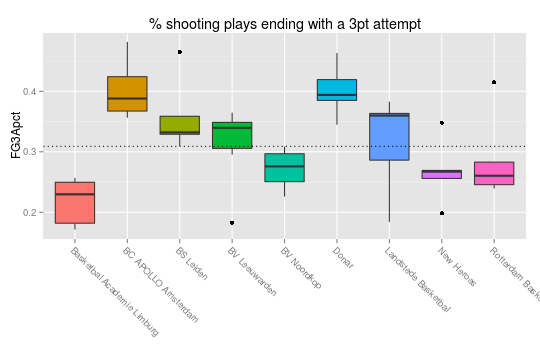 % shooting plays ending with a 3pt attempt
FG3Apct
0.4
0.3
0.2
Basketbal Academie Limburg
BC APOLLO Amsterdam
BS Leiden
BV Leeuwarden
BV Noordkop
Donar
Landstede Basketbal
New Heroes
Rotterdam